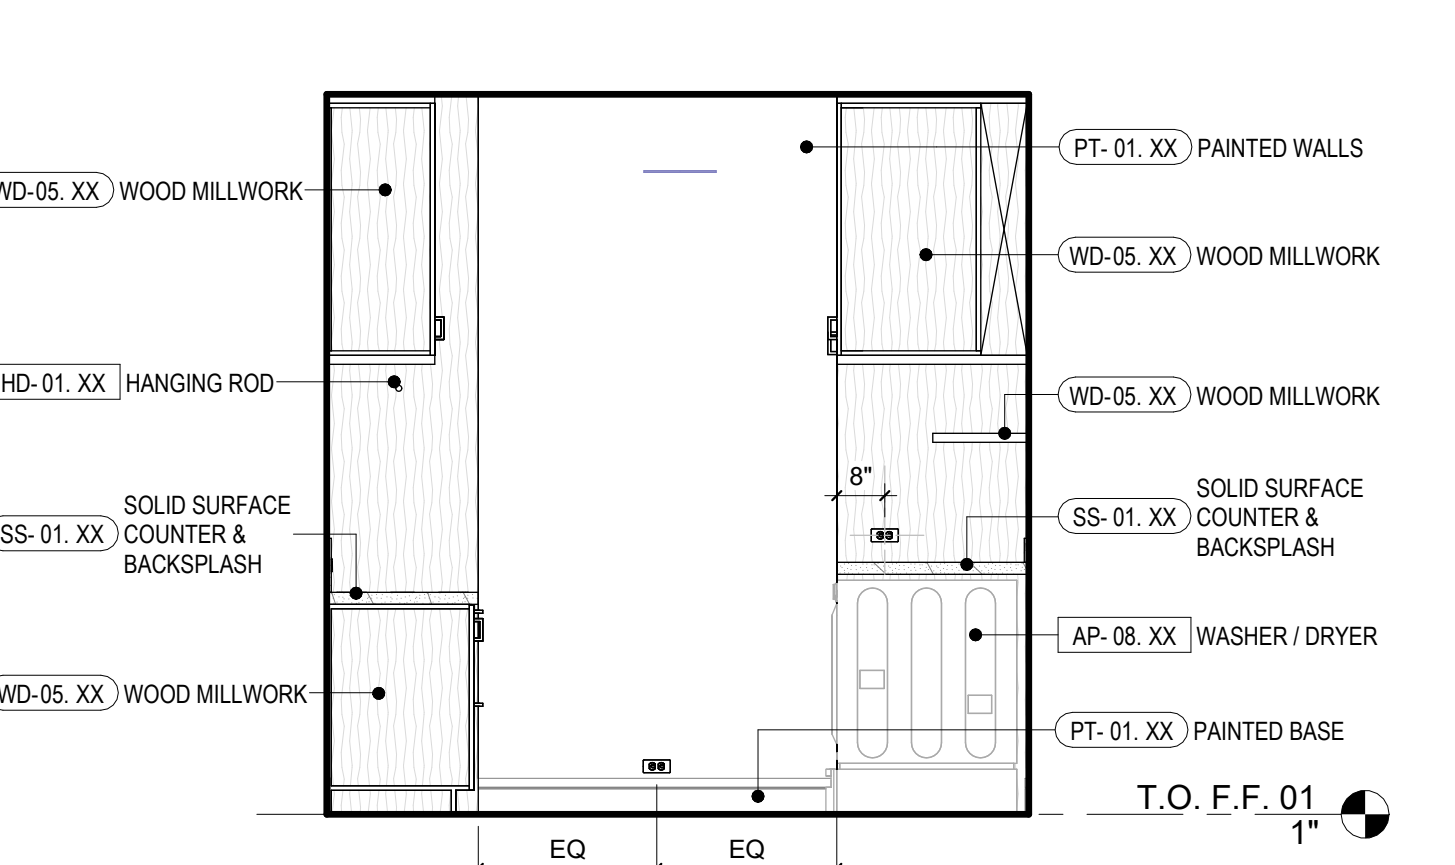 PT- 01. XX PAINTED WALLS
WD-05. XX WOOD MILLWORK
WD-05. XX WOOD MILLWORK
HD- 01. XX HANGING ROD
WD-05. XX WOOD MILLWORK
8"
SS- 01. XX SOLID SURFACE
COUNTER &
BACKSPLASH
SS- 01. XX SOLID SURFACE
COUNTER &
BACKSPLASH
AP- 08. XX WASHER / DRYER
WD-05. XX WOOD MILLWORK
PT- 01. XX PAINTED BASE
T.O. F.F. 01
1"
EQ EQ